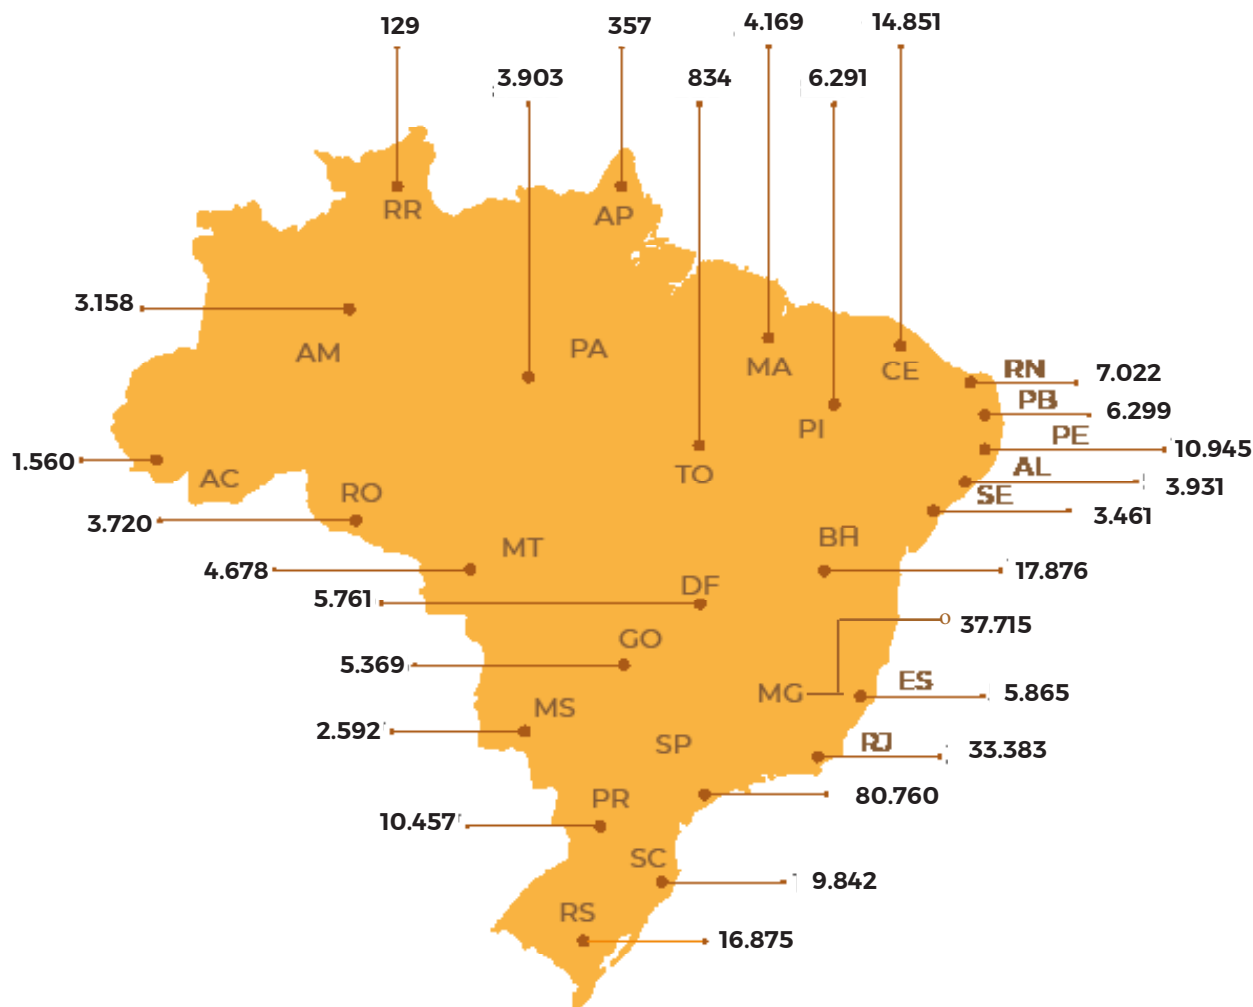 129
357
4.169
14.851
3.903
834
6.291
RR
AP
3.158
AM
PA
MA
CE
RN
7.022
PB
6.299
PI
PE
10.945
1.560
AC
TO
AL
3.931
RO
SE
3.461
3.720
MT
BA
4.678
17.876
DF
5.761
37.715
GO
5.369
MG
ES
5.865
MS
2.592
SP
RJ
33.383
PR
80.760
10.457
SC
9.842
RS
16.875